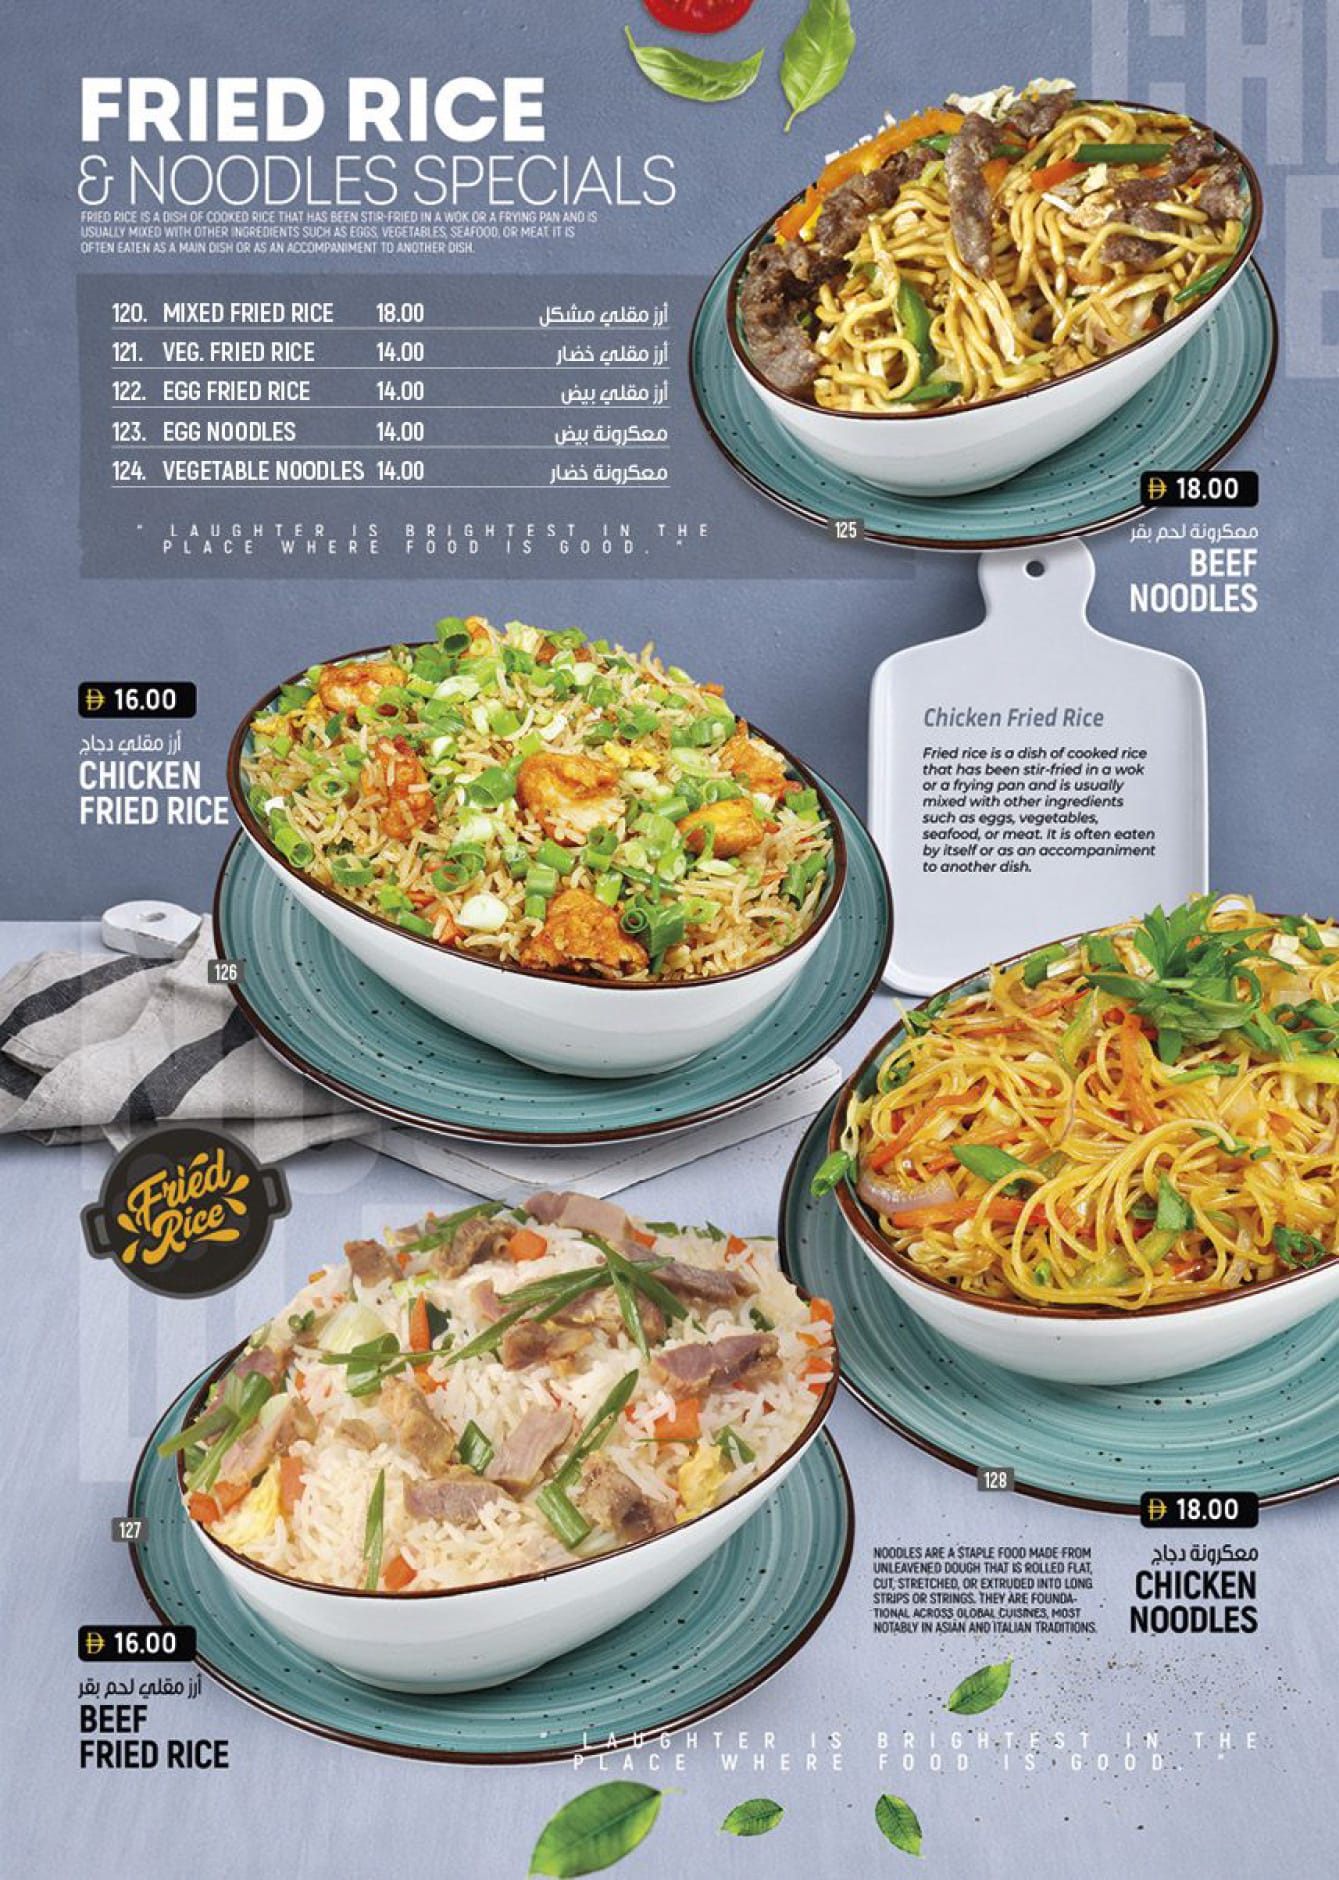 FRIED RICE
& NOODLES SPECIALS
FRIED RICE IS A DISH OF COOKED RICE THAT HAS BEEN STIR-FRIED IN A WOK OR A FRYING PAN AND IS
USUALLY MIXED WITH OTHER INGREDIENTS SUCH AS EGGS, VEGETABLES, SEAFOOD, OR MEAT. IT IS
OFTEN EATEN AS A MAIN DISH OR AS AN ACCOMPANIMENT TO ANOTHER DISH.
120. MIXED FRIED RICE 18.00 أرز مقلي مشكل
121. VEG. FRIED RICE 14.00 أرز مقلي خضار
122. EGG FRIED RICE 14.00 أرز مقلي بيض
123. EGG NOODLES 14.00 معكرونة بيض
124. VEGETABLE NOODLES 14.00 معكرونة خضار
" LAUGHTER IS BRIGHTEST IN THE
PLACE WHERE FOOD IS GOOD. "
125
18.00
معكرونة لحم بقر
BEEF
NOODLES
16.00
أرز مقلي دجاج
CHICKEN
FRIED RICE
126
Chicken Fried Rice
Fried rice is a dish of cooked rice
that has been stir-fried in a wok
or a frying pan and is usually
mixed with other ingredients
such as eggs, vegetables,
seafood, or meat. It is often eaten
by itself or as an accompaniment
to another dish.
Fried
Rice
127
16.00
أرز مقلي لحم بقر
BEEF
FRIED RICE
128
18.00
معكرونة دجاج
CHICKEN
NOODLES
NOODLES ARE A STAPLE FOOD MADE FROM
UNLEAVENED DOUGH THAT IS ROLLED FLAT,
CUT, STRETCHED, OR EXTRUDED INTO LONG
STRIPS OR STRINGS. THEY ARE FOUNDA-
TIONAL ACROSS GLOBAL CUISINES, MOST
NOTABLY IN ASIAN AND ITALIAN TRADITIONS.
" LAUGHTER IS BRIGHTEST IN THE
PLACE WHERE FOOD IS GOOD. "